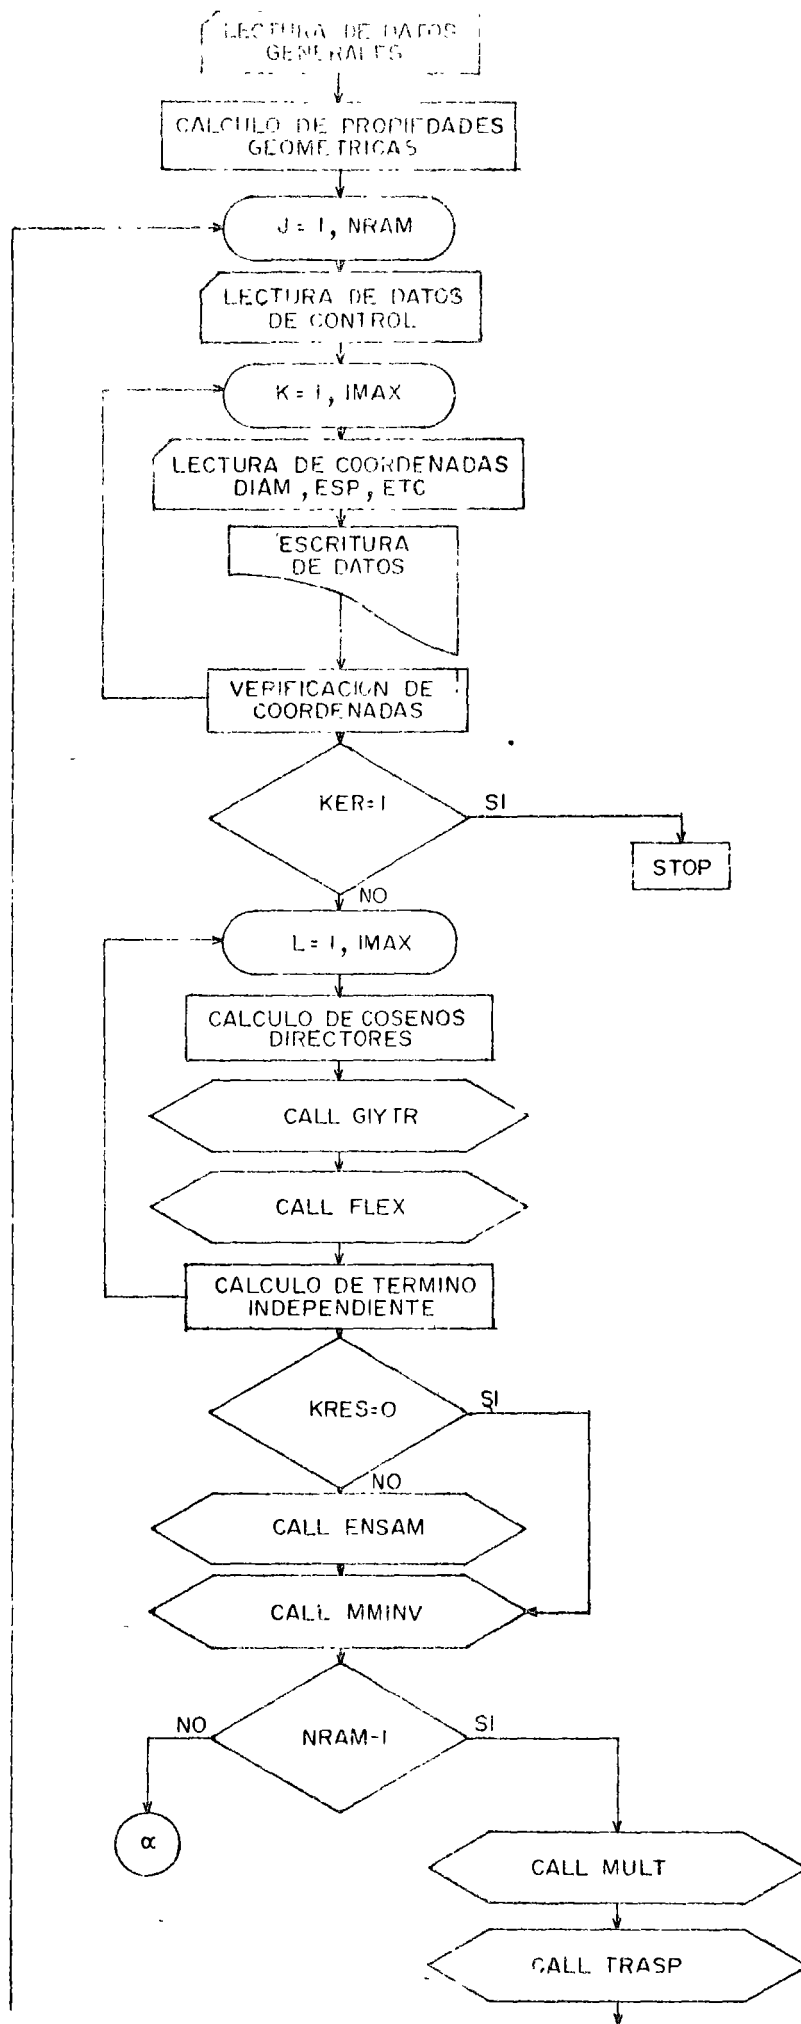 LECTURA DE DATOS
GENERALES
CALCULO DE PROPIEDADES
GEOMETRICAS
J = 1, NRAM
LECTURA DE DATOS
DE CONTROL
K = 1, IMAX
LECTURA DE COORDENADAS
DIAM , ESP, ETC
ESCRITURA
DE DATOS
VERIFICACION DE
COORDENADAS
KER=1
SI
STOP
NO
L = 1, IMAX
CALCULO DE COSENOS
DIRECTORES
CALL GIYTR
CALL FLEX
CALCULO DE TERMINO
INDEPENDIENTE
KRES=0
SI
NO
CALL ENSAM
CALL MMINV
NO
NRAM-1
SI
α
CALL MULT
CALL TRASP